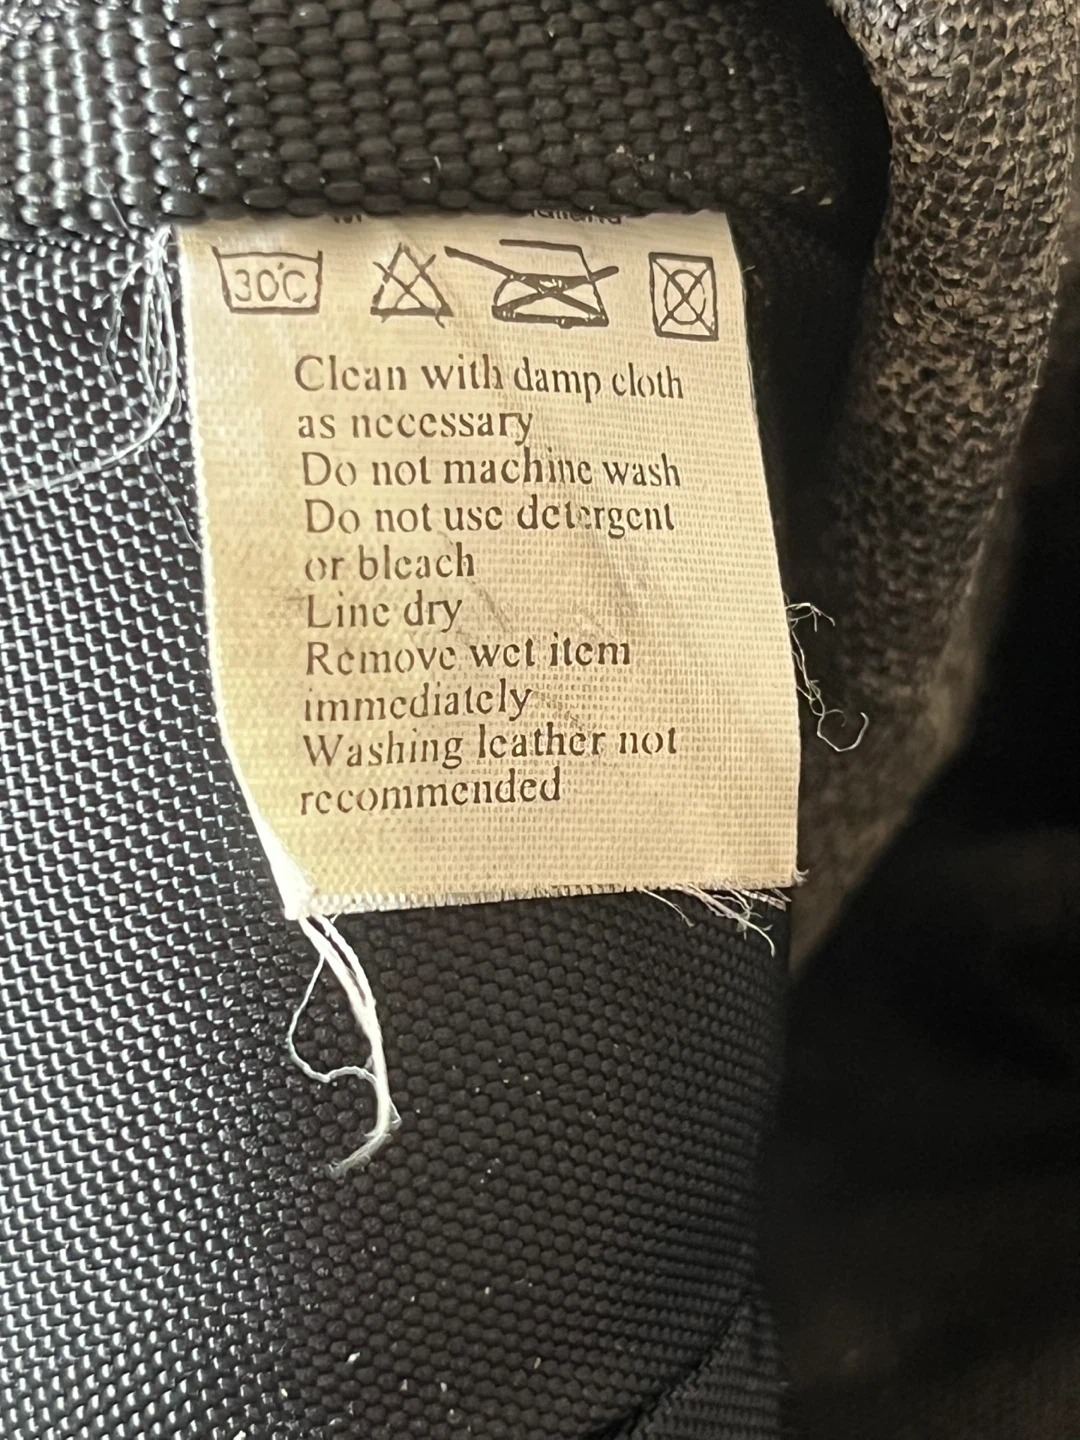 30°C
Clean with damp cloth
as necessary
Do not machine wash
Do not use detergent
or bleach
Line dry
Remove wet item
immediately
Washing leather not
recommended